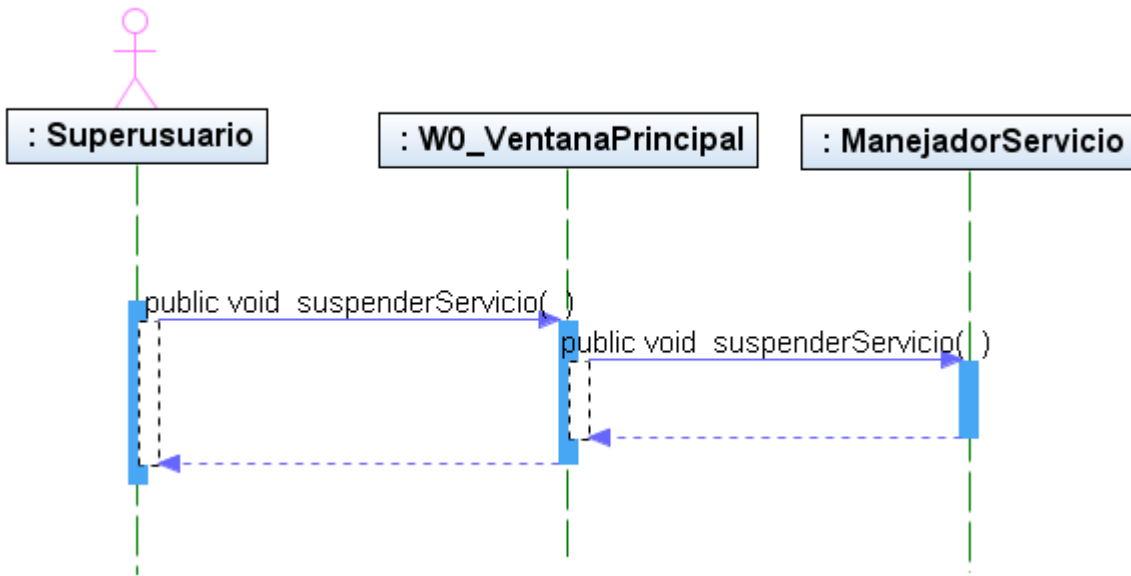 : Superusuario
: W0_VentanaPrincipal
: ManejadorServicio
public void suspenderServicio( )
public void suspenderServicio( )